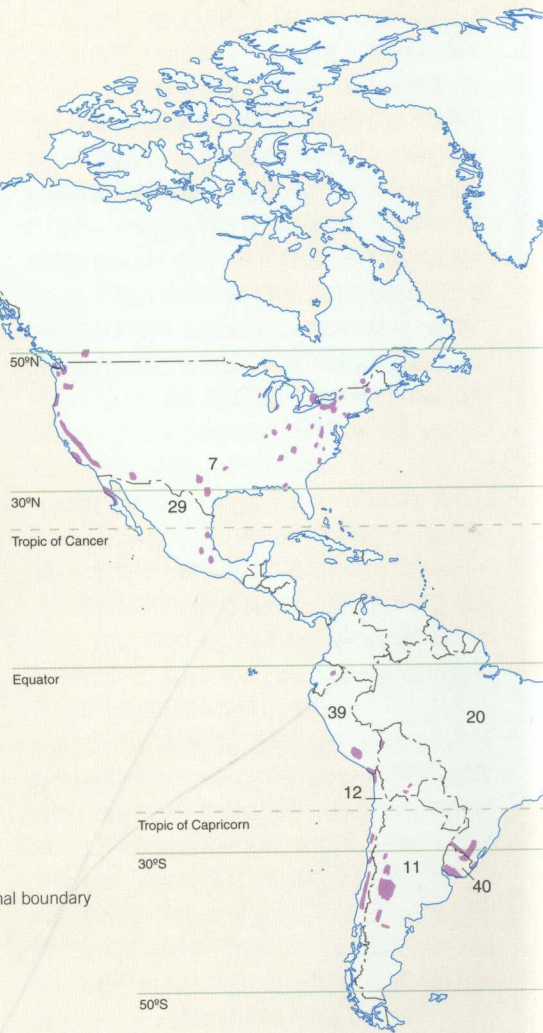 50ºN
7
30ºN
29
Tropic of Cancer
Equator
39
20
12
Tropic of Capricorn
30ºS
11
40
nal boundary
50ºS